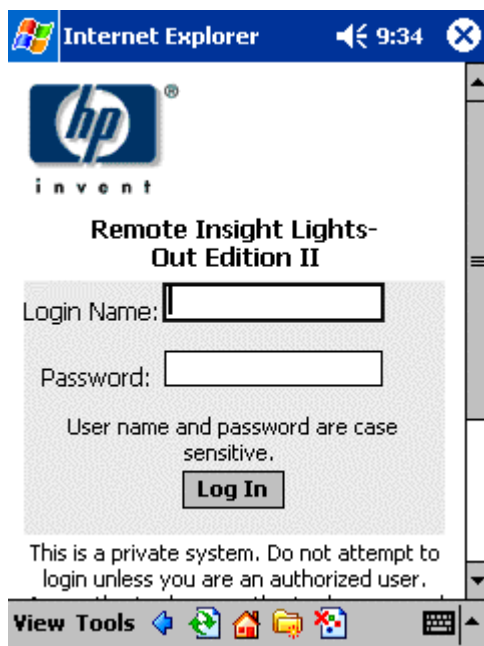 Internet Explorer 9:34
hp
®
invent
Remote Insight Lights-
Out Edition II
Login Name:
Password:
User name and password are case
sensitive.
Log In
This is a private system. Do not attempt to
login unless you are an authorized user.
View Tools